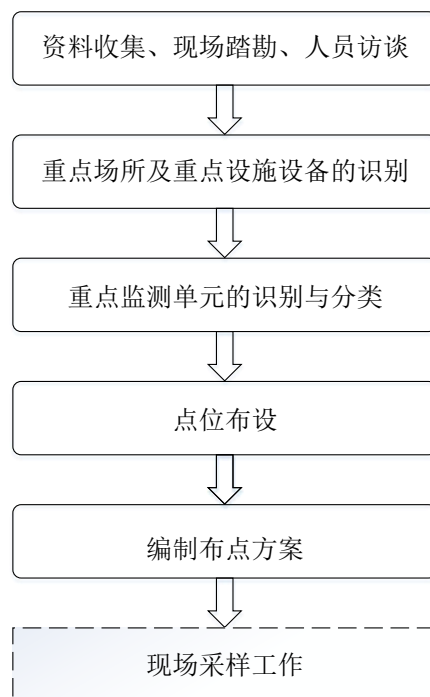 资料收集、现场踏勘、人员访谈
重点场所及重点设施设备的识别
重点监测单元的识别与分类
点位布设
编制布点方案
现场采样工作